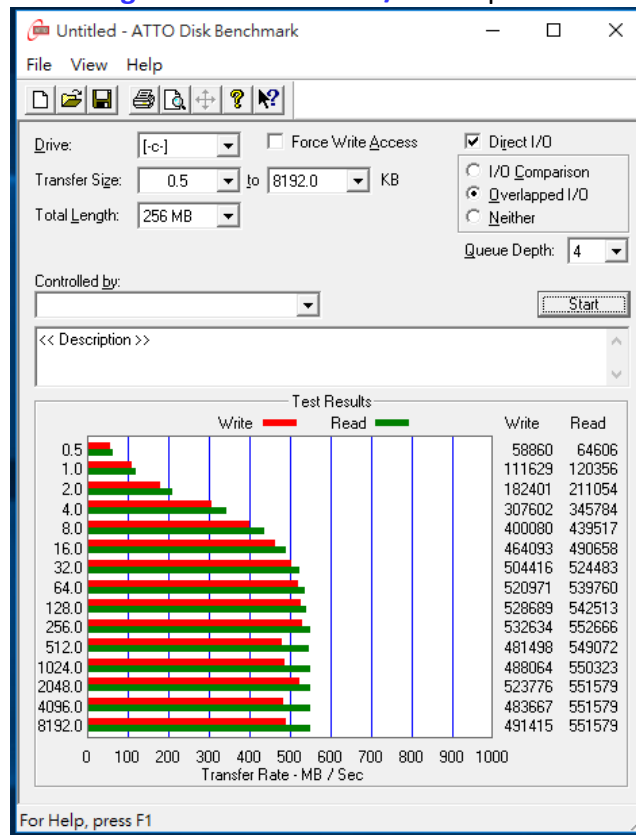 Untitled - ATTO Disk Benchmark
File View Help
Drive: [-c-] Force Write Access Direct I/O
I/O Comparison
Transfer Size: 0.5 to 8192.0 KB Overlapped I/O
Total Length: 256 MB Neither
Queue Depth: 4
Controlled by:
Start
<< Description >>
Test Results
Write Read Write Read
0.5 58860 64606
1.0 111629 120356
2.0 182401 211054
4.0 307602 345784
8.0 400080 439517
16.0 464093 490658
32.0 504416 524483
64.0 520971 539760
128.0 528689 542513
256.0 532634 552666
512.0 481498 549072
1024.0 488064 550323
2048.0 523776 551579
4096.0 483667 551579
8192.0 491415 551579
0 100 200 300 400 500 600 700 800 900 1000
Transfer Rate - MB / Sec
For Help, press F1